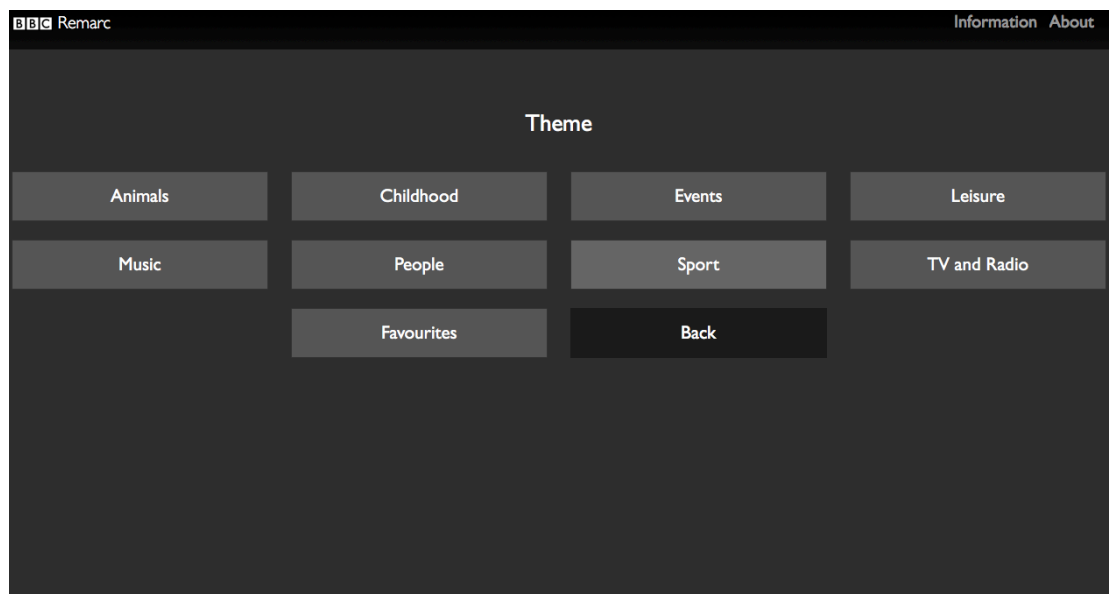 BBC Remarc Information About
Theme
Animals Childhood Events Leisure
Music People Sport TV and Radio
Favourites Back